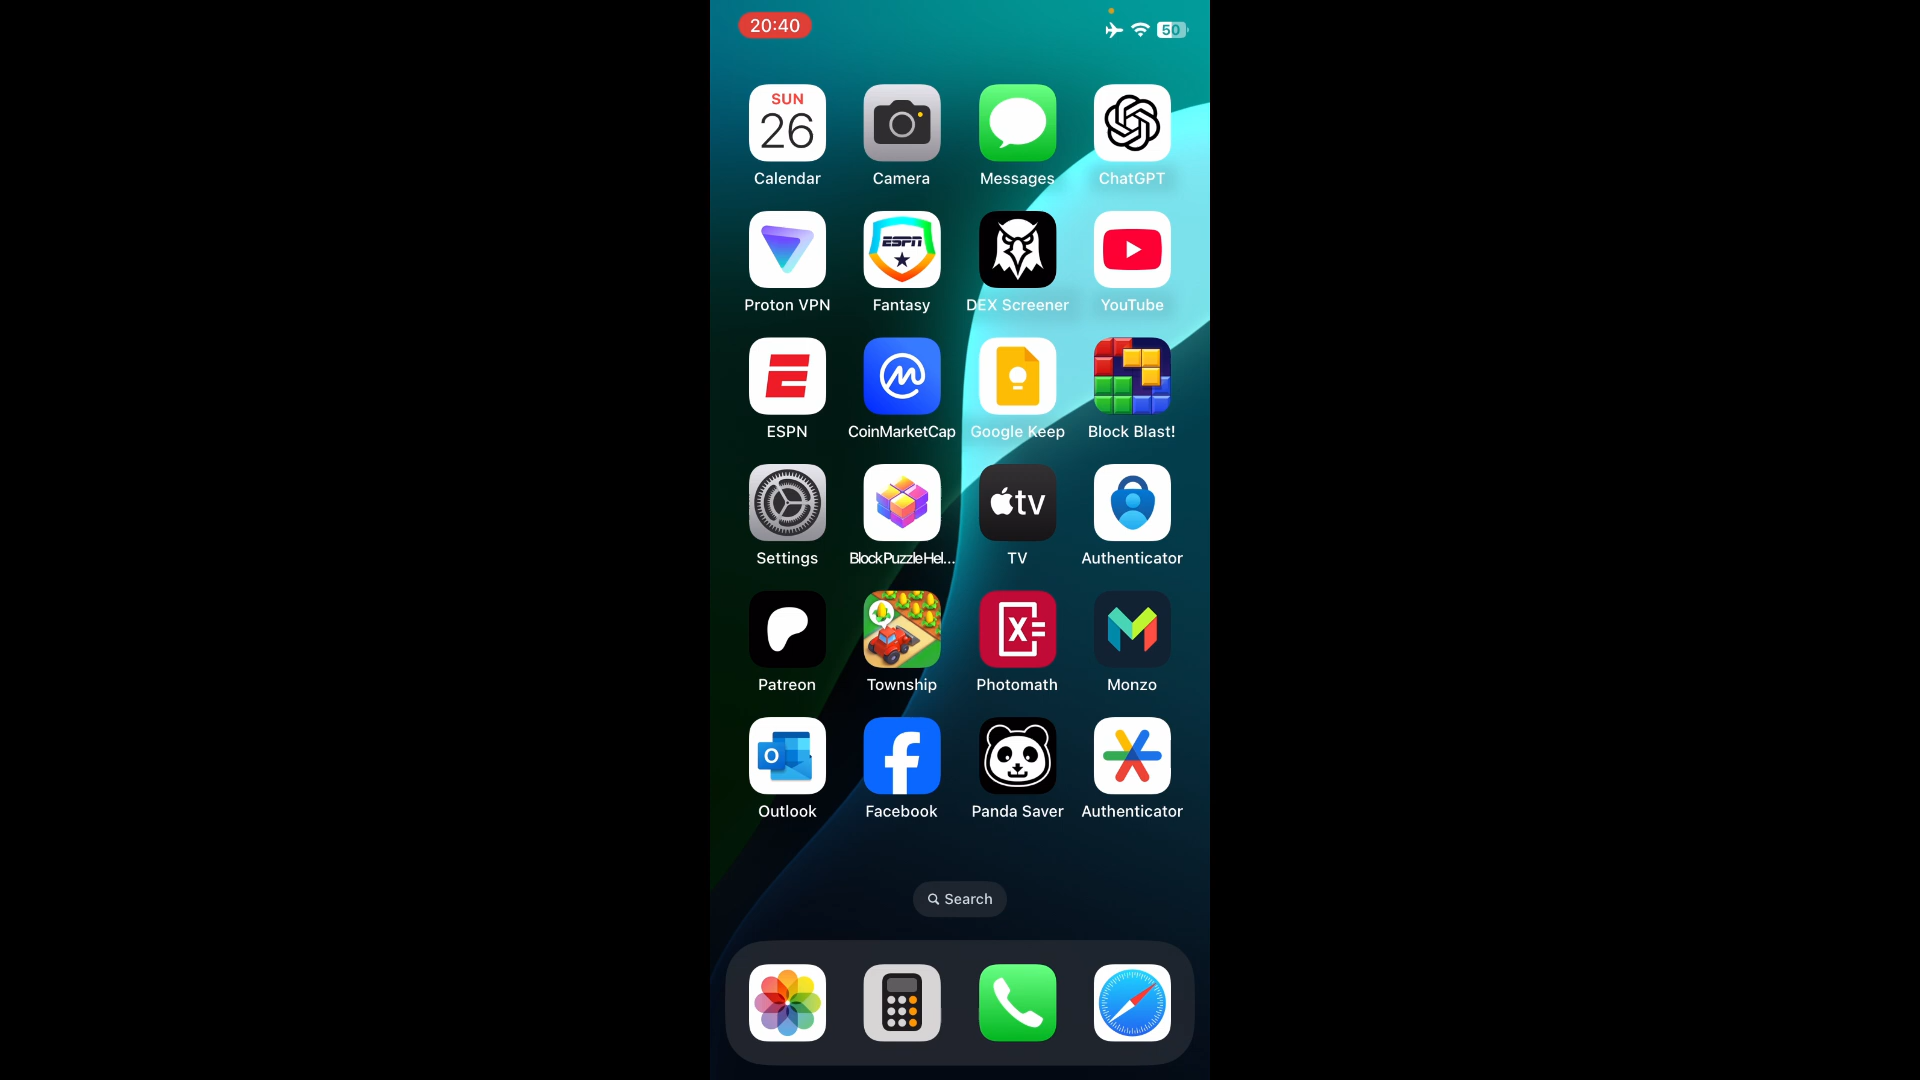 20:40
50
SUN
26
Calendar
Camera
Messages
ChatGPT
ESPN
Proton VPN
Fantasy
DEX Screener
YouTube
ESPN
CoinMarketCap
Google Keep
Block Blast!
tv
Settings
BlockPuzzleHel...
TV
Authenticator
X
Patreon
Township
Photomath
Monzo
O
Outlook
Facebook
Panda Saver
Authenticator
Search